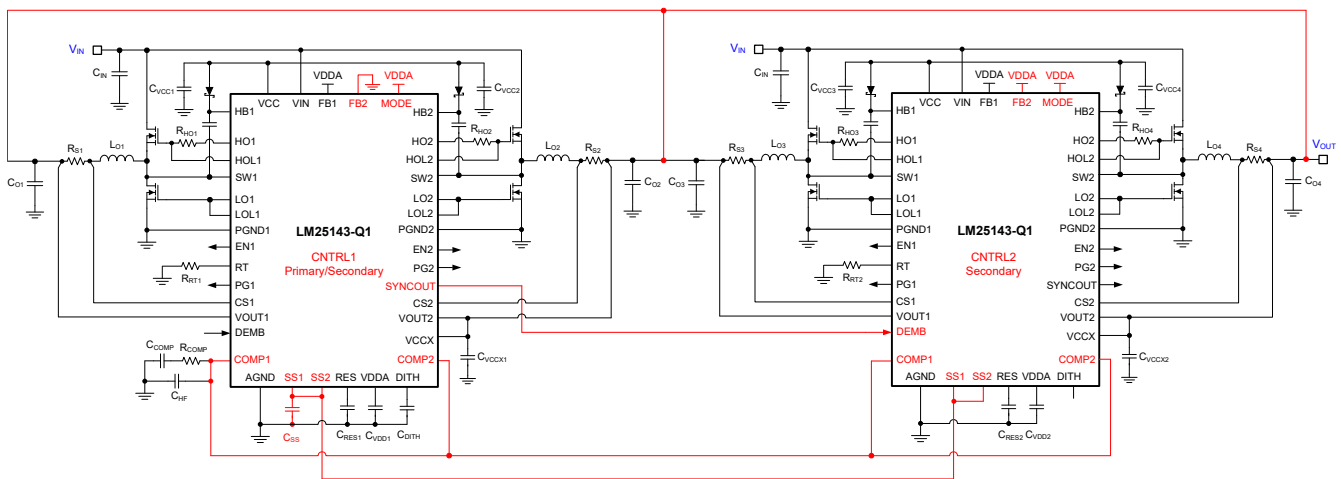 VIN
CIN
CVCC1
VDDA
VDDA
CVCC2
VCC
VIN
FB1
FB2
MODE
HB1
HB2
RHO1
HO1
HO2
RHO2
HOL1
HOL2
RS1
LO1
SW1
SW2
LO2
RS2
CO1
LO1
LO2
CO2
LOL1
LOL2
PGND1
PGND2
LM25143-Q1
CNTRL1
Primary/Secondary
EN1
EN2
RT
PG2
RRT1
PG1
SYNCOUT
CS1
CS2
VOUT1
VOUT2
DEMB
VCCX
CVCCX1
CCOMP
RCOMP
COMP1
COMP2
CHF
AGND
SS1
SS2
RES
VDDA
DITH
CSS
CRES1
CVDD1
CDITH
VIN
CIN
CVCC3
VDDA
VDDA
VDDA
CVCC4
VCC
VIN
FB1
FB2
MODE
HB1
HB2
RHO3
HO1
HO2
RHO4
HOL1
HOL2
RS3
LO3
SW1
SW2
LO4
RS4
VOUT
CO3
LO1
LO2
CO4
LOL1
LOL2
PGND1
PGND2
LM25143-Q1
CNTRL2
Secondary
EN1
EN2
RT
PG2
RRT2
PG1
SYNCOUT
CS1
CS2
VOUT1
VOUT2
DEMB
VCCX
CVCCX2
COMP1
COMP2
AGND
SS1
SS2
RES
VDDA
DITH
CRES2
CVDD2